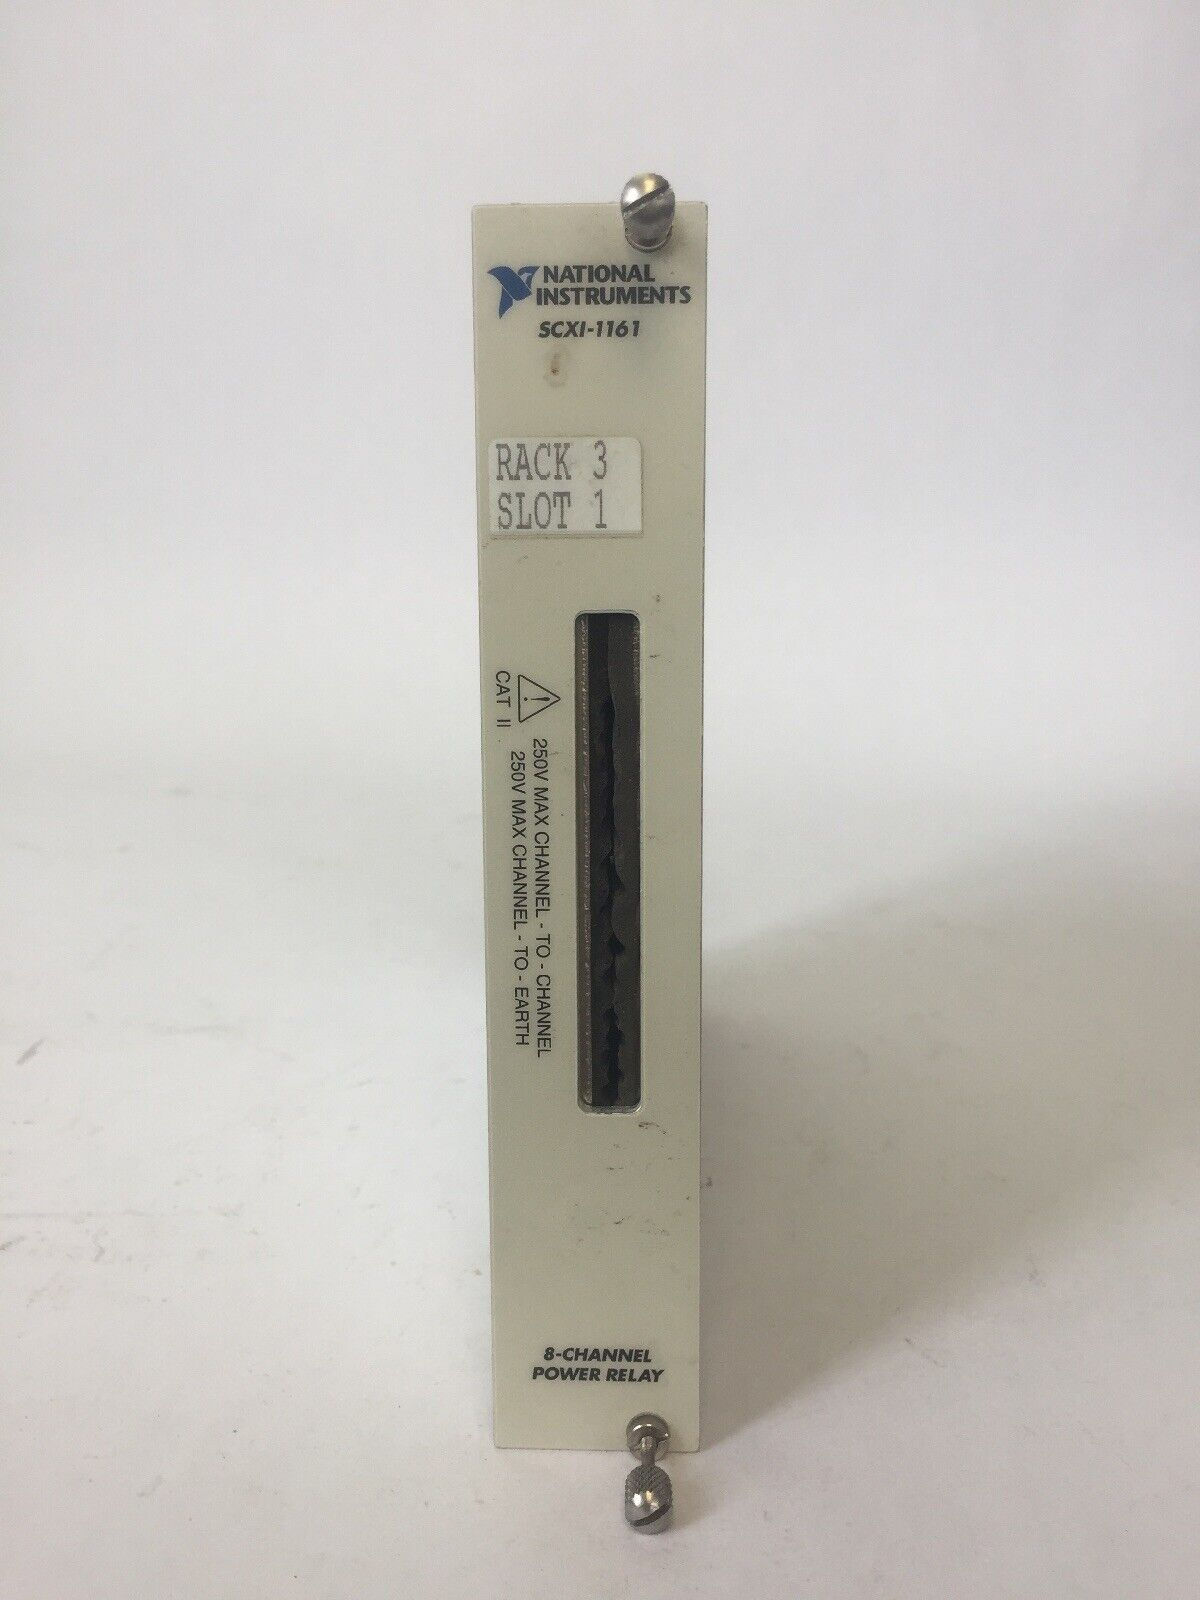 NATIONAL
INSTRUMENTS
SCXI-1161
RACK 3
SLOT 1
CAT II
250V MAX CHANNEL - TO - CHANNEL
250V MAX CHANNEL - TO - EARTH
8-CHANNEL
POWER RELAY